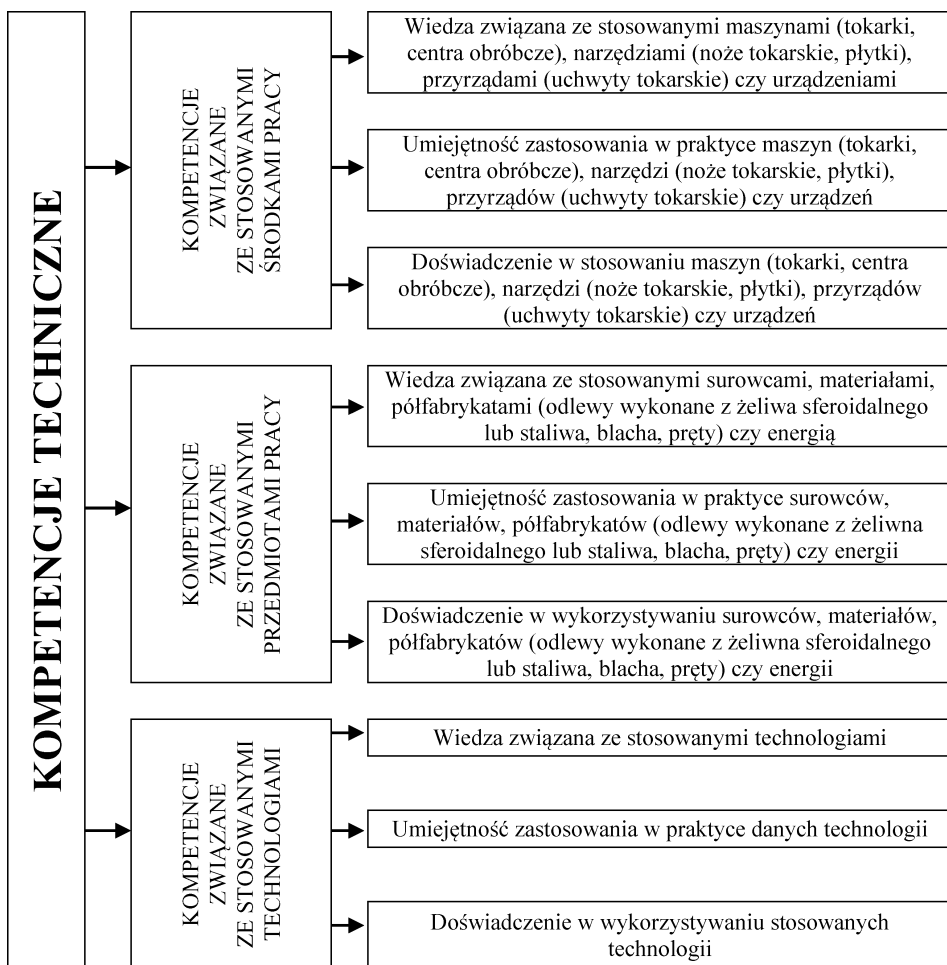 KOMPETENCJE TECHNICZNE
KOMPETENCJE
ZWIĄZANE
ZE STOSOWANYMI
ŚRODKAMI PRACY
Wiedza związana ze stosowanymi maszynami (tokarki,
centra obróbcze), narzędziami (noże tokarskie, płytki),
przyrządami (uchwyty tokarskie) czy urządzeniami
Umiejętność zastosowania w praktyce maszyn (tokarki,
centra obróbcze), narzędzi (noże tokarskie, płytki),
przyrządów (uchwyty tokarskie) czy urządzeń
Doświadczenie w stosowaniu maszyn (tokarki, centra
obróbcze), narzędzi (noże tokarskie, płytki), przyrządów
(uchwyty tokarskie) czy urządzeń
KOMPETENCJE
ZWIĄZANE
ZE STOSOWANYMI
PRZEDMIOTAMI PRACY
Wiedza związana ze stosowanymi surowcami, materiałami,
półfabrykatami (odlewy wykonane z żeliwa sferoidalnego
lub staliwa, blacha, pręty) czy energią
Umiejętność zastosowania w praktyce surowców,
materiałów, półfabrykatów (odlewy wykonane z żeliwna
sferoidalnego lub staliwa, blacha, pręty) czy energii
Doświadczenie w wykorzystywaniu surowców, materiałów,
półfabrykatów (odlewy wykonane z żeliwna sferoidalnego
lub staliwa, blacha, pręty) czy energii
KOMPETENCJE
ZWIĄZANE
ZE STOSOWANYMI
TECHNOLOGIAMI
Wiedza związana ze stosowanymi technologiami
Umiejętność zastosowania w praktyce danych technologii
Doświadczenie w wykorzystywaniu stosowanych
technologii